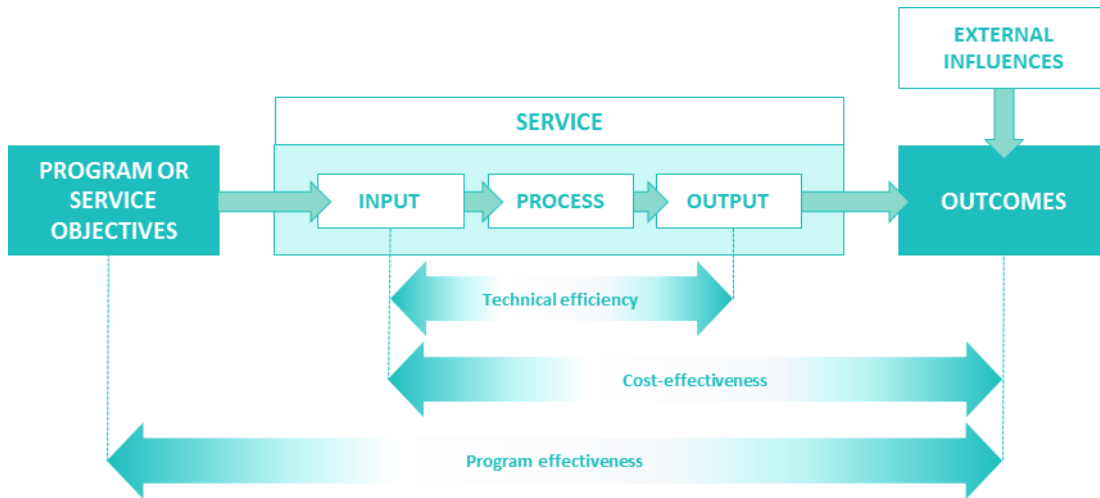 EXTERNAL
INFLUENCES
SERVICE
PROGRAM OR
SERVICE
OBJECTIVES
INPUT
PROCESS
OUTPUT
OUTCOMES
Technical efficiency
Cost-effectiveness
Program effectiveness